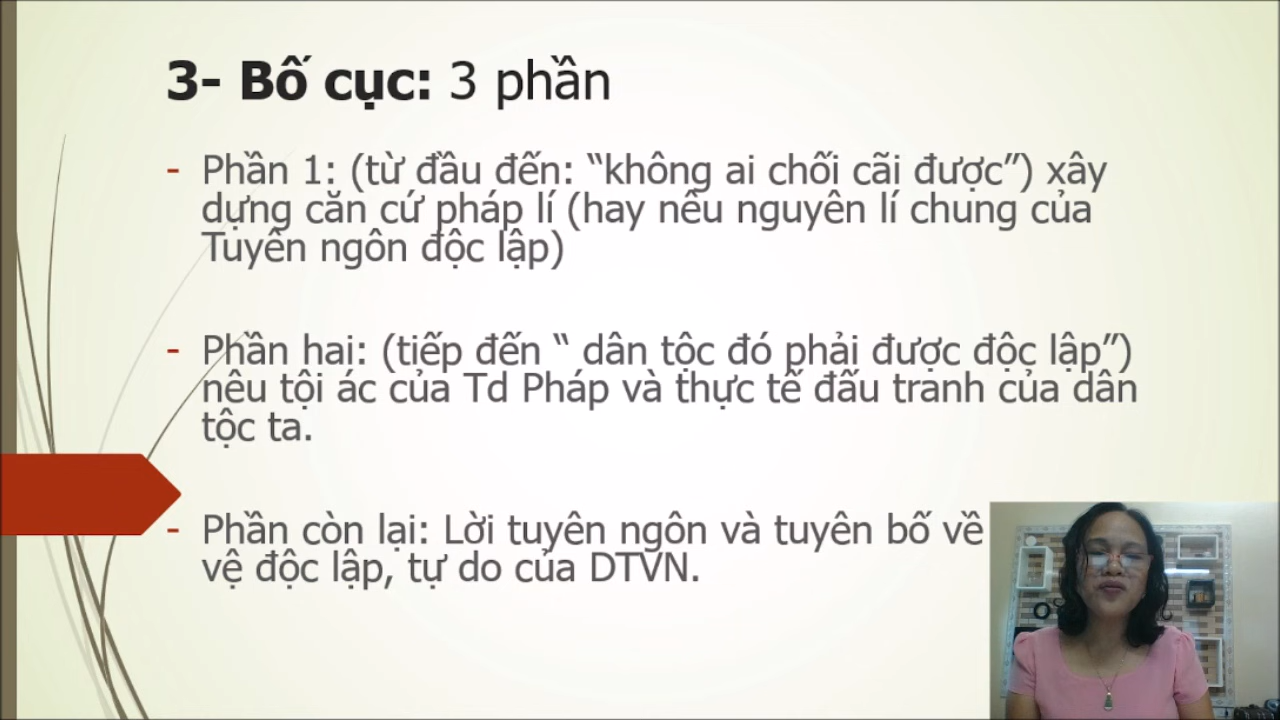 3- Bố cục: 3 phần
- Phần 1: (từ đầu đến: “không ai chối cãi được”) xây
dựng căn cứ pháp lí (hay nêu nguyên lí chung của
Tuyên ngôn độc lập)
- Phần hai: (tiếp đến “ dân tộc đó phải được độc lập”)
nêu tội ác của Td Pháp và thực tế đấu tranh của dân
tộc ta.
- Phần còn lại: Lời tuyên ngôn và tuyên bố về
vệ độc lập, tự do của DTVN.